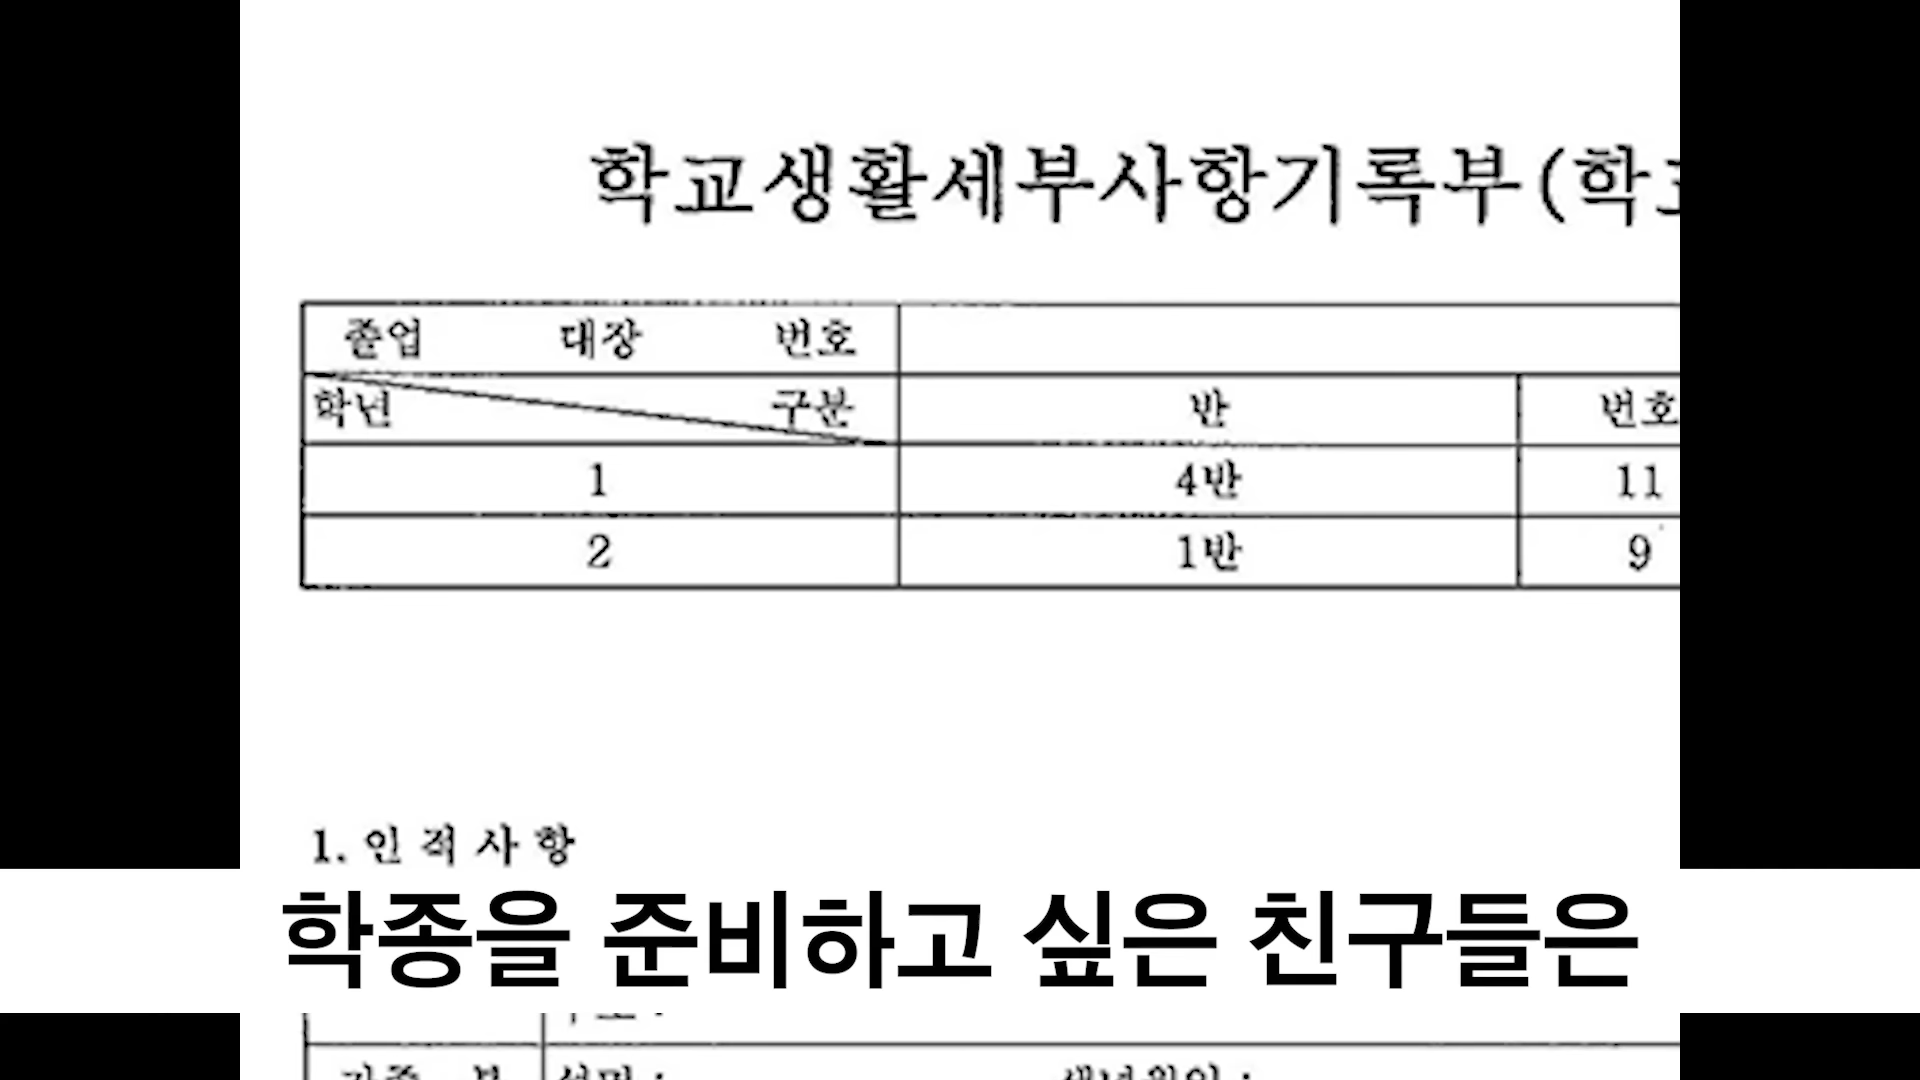 학교생활세부사항기록부(학
졸업 대장 번호
학년 구분 반 번호
1 4반 11
2 1반 9
1. 인적사항
학종을 준비하고 싶은 친구들은